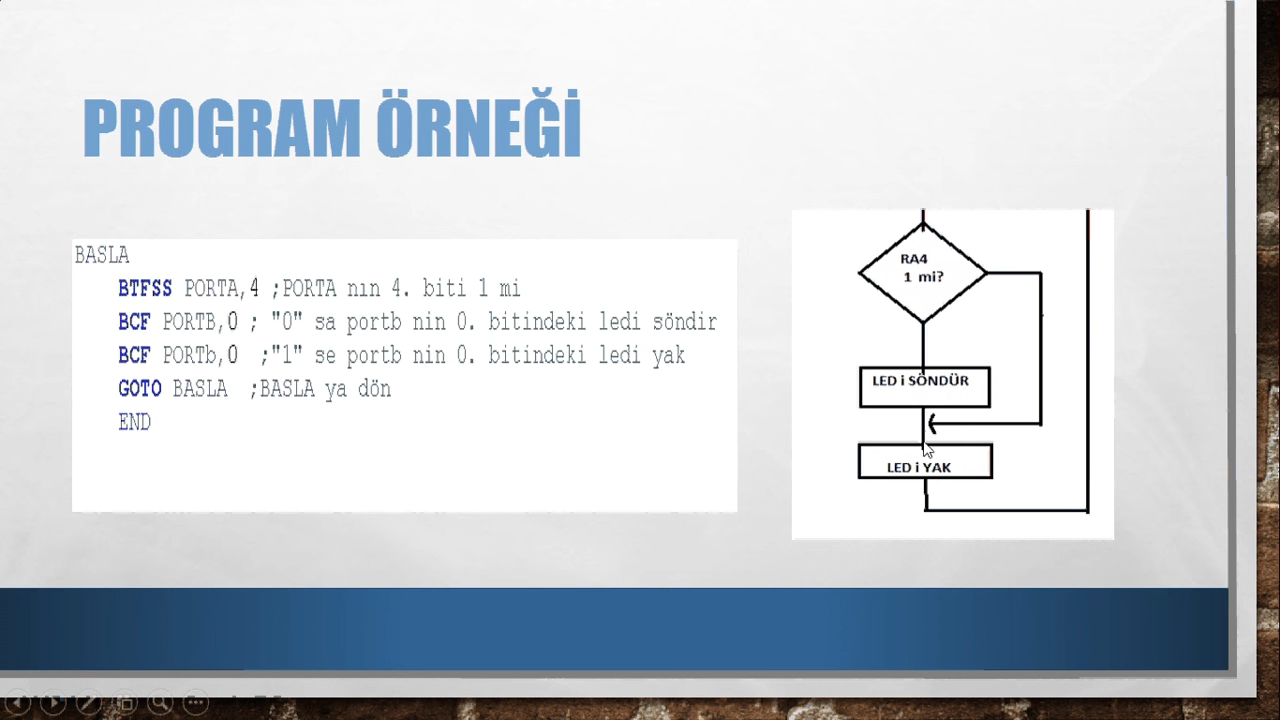 PROGRAM ÖRNEĞİ
BASLA
BTFSS PORTA,4 ;PORTA nın 4. biti 1 mi
BCF PORTB,0 ; "0" sa portb nin 0. bitindeki ledi söndir
BCF PORTb,0 ;"1" se portb nin 0. bitindeki ledi yak
GOTO BASLA ;BASLA ya dön
END
RA4
1 mi?
LED i SÖNDÜR
LED i YAK